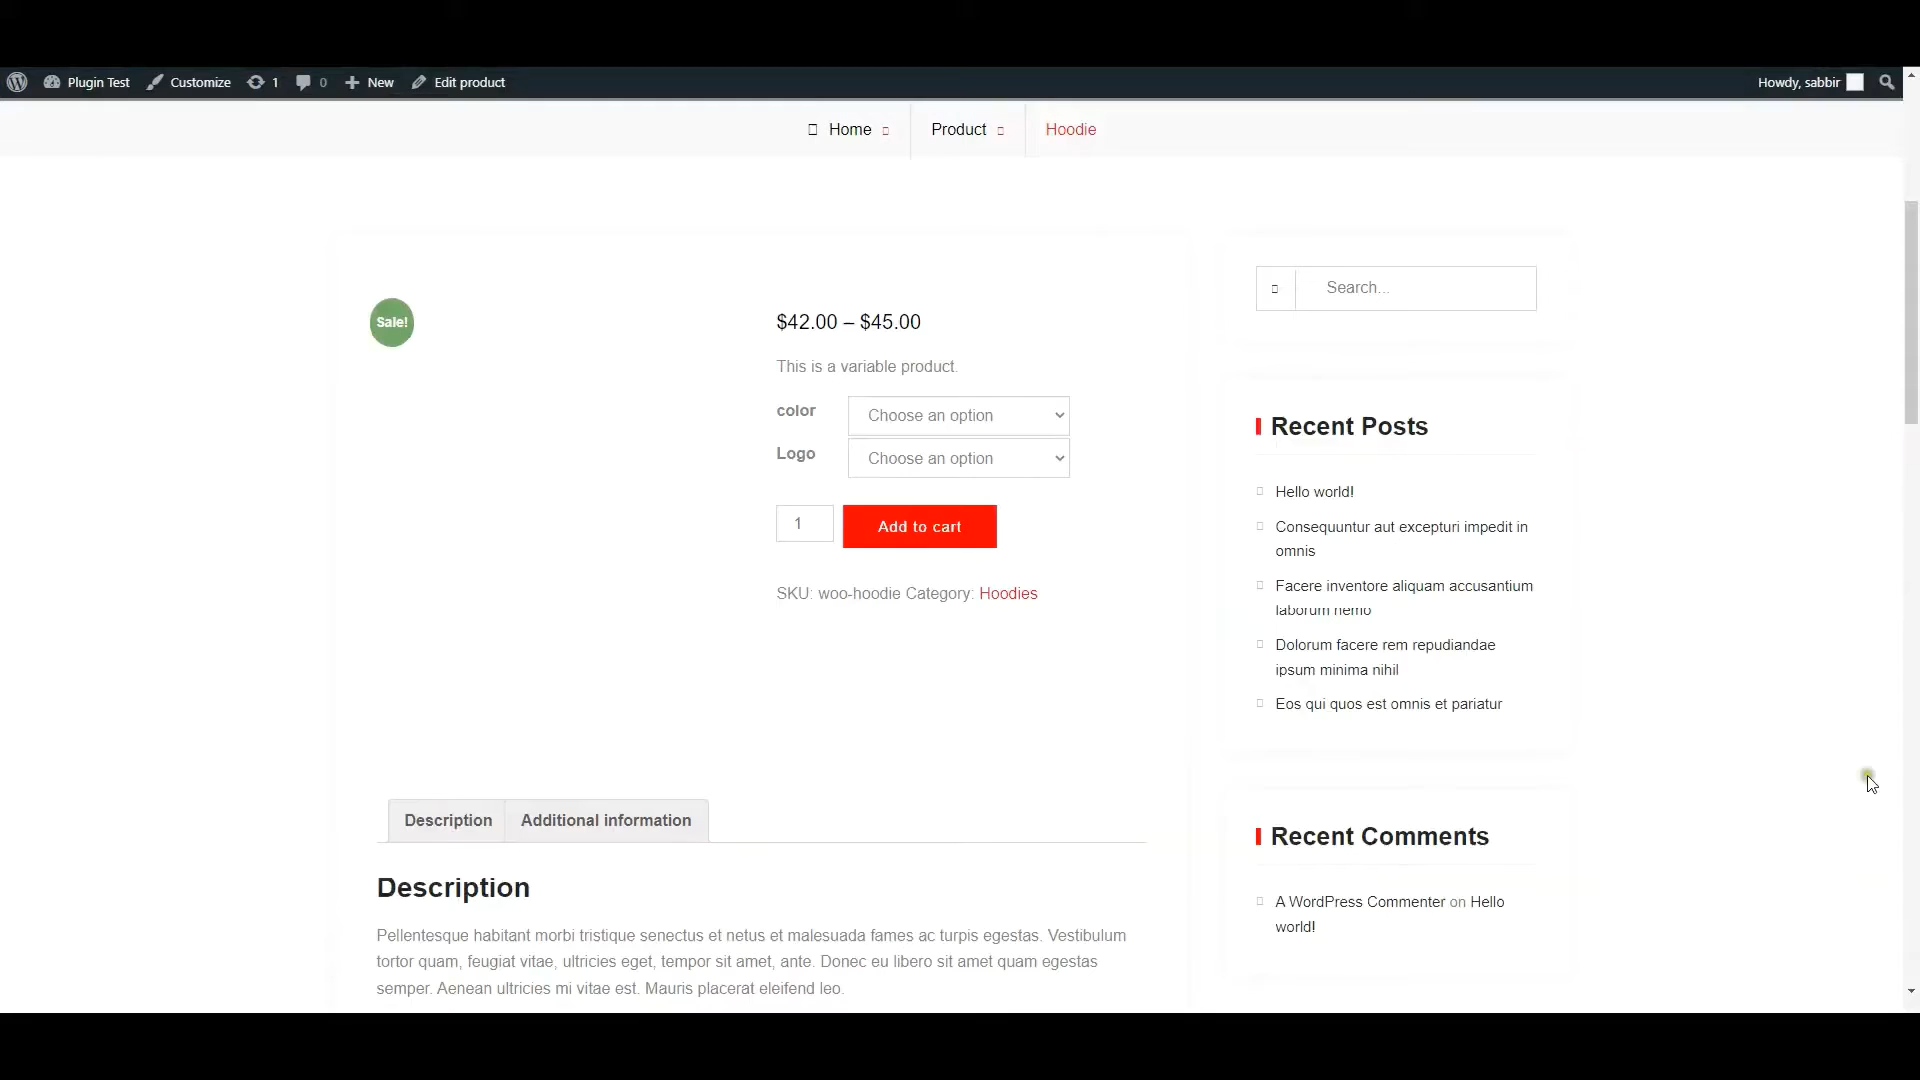 Plugin Test Customize 1 0 New Edit product Howdy, sabbir
Home Product Hoodie
Sale!
$42.00 – $45.00
This is a variable product.
color Choose an option
Logo Choose an option
1 Add to cart
SKU: woo-hoodie Category: Hoodies
Search...
Recent Posts
Hello world!
Consequuntur aut excepturi impedit in
omnis
Facere inventore aliquam accusantium
laborum nemo
Dolorum facere rem repudiandae
ipsum minima nihil
Eos qui quos est omnis et pariatur
Recent Comments
A WordPress Commenter on Hello
world!
Description Additional information
Description
Pellentesque habitant morbi tristique senectus et netus et malesuada fames ac turpis egestas. Vestibulum
tortor quam, feugiat vitae, ultricies eget, tempor sit amet, ante. Donec eu libero sit amet quam egestas
semper. Aenean ultricies mi vitae est. Mauris placerat eleifend leo.